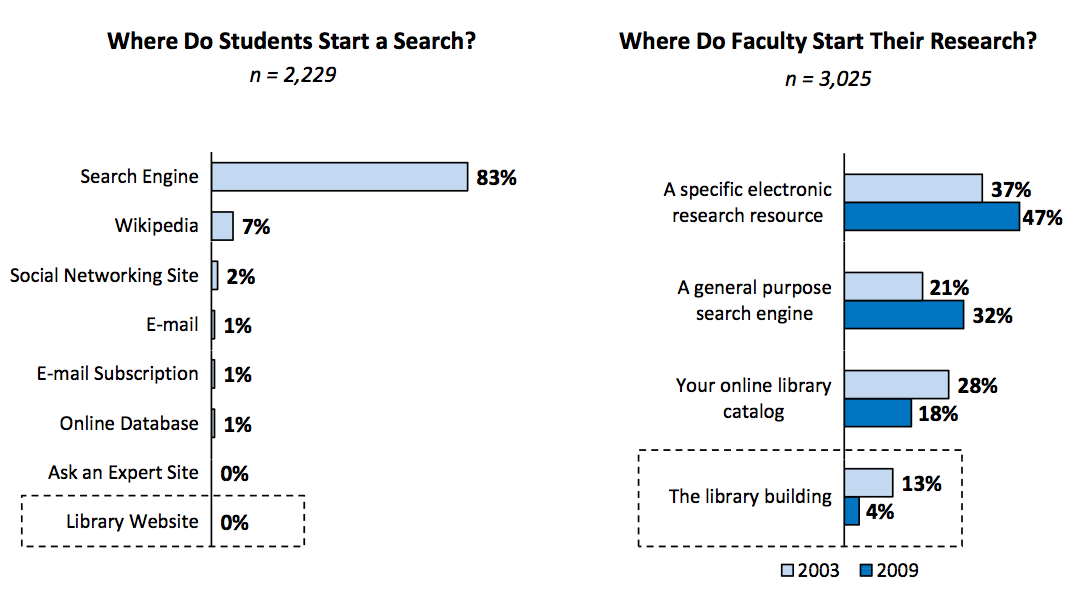 Where Do Students Start a Search?
n = 2,229
Search Engine 83%
Wikipedia 7%
Social Networking Site 2%
E-mail 1%
E-mail Subscription 1%
Online Database 1%
Ask an Expert Site 0%
Library Website 0%
Where Do Faculty Start Their Research?
n = 3,025
A specific electronic
research resource
37%
47%
A general purpose
search engine
21%
32%
Your online library
catalog
28%
18%
The library building
13%
4%
2003 2009